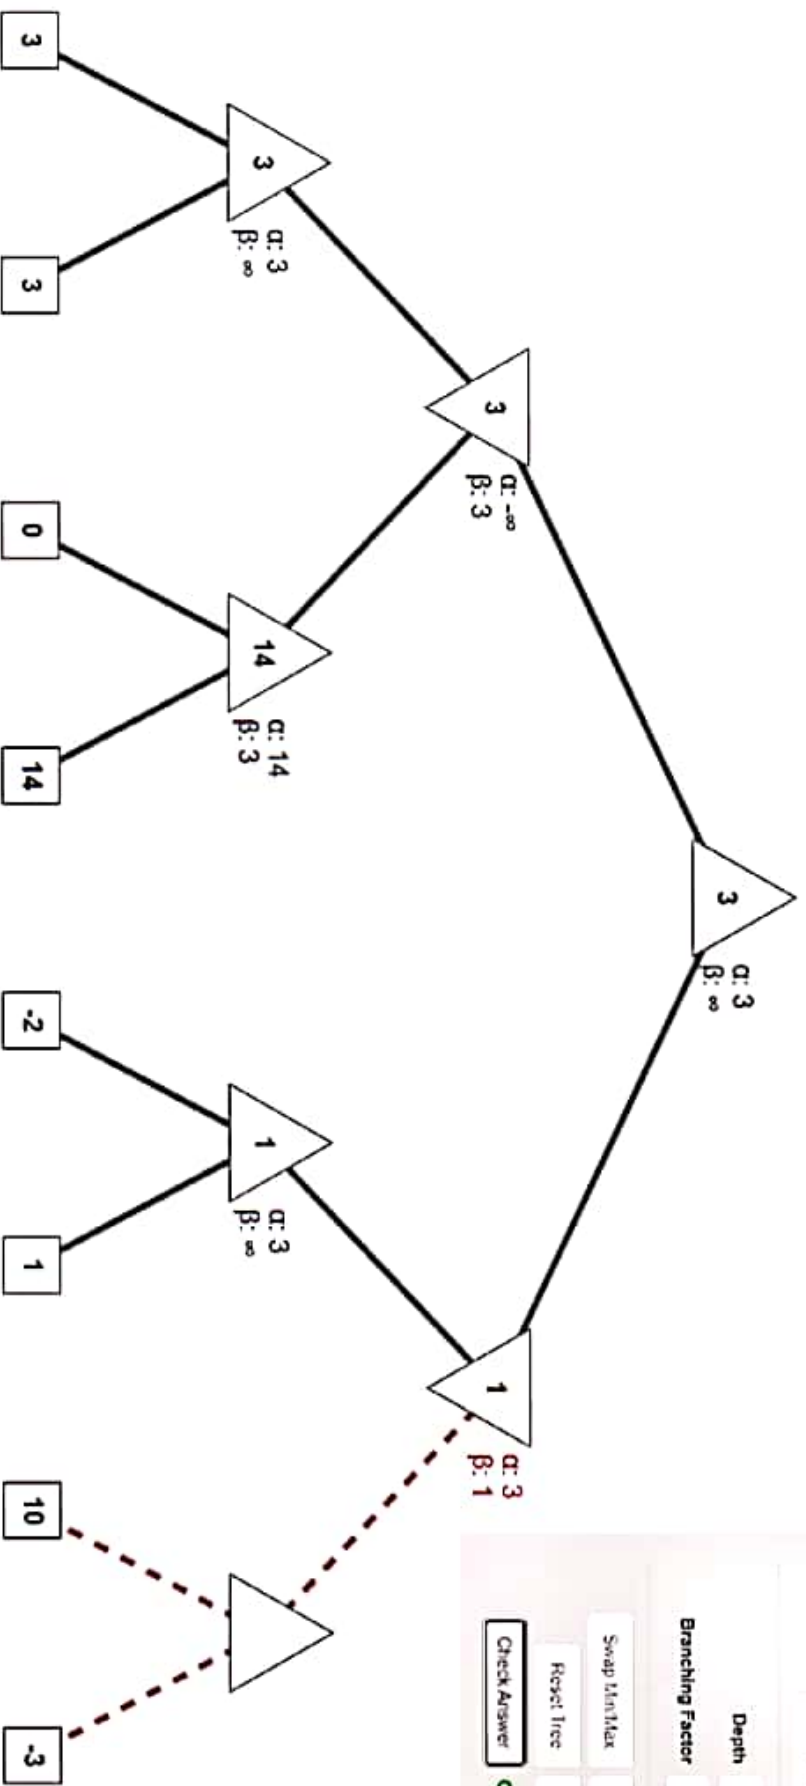 3
α: 3
β: ∞
3
α: -∞
β: 3
1
α: 3
β: 1
3
α: 3
β: ∞
14
α: 14
β: 3
1
α: 3
β: ∞
3
3
0
14
-2
1
10
-3
Depth
Branching Factor
Swap Min/Max
Reset Tree
Check Answer